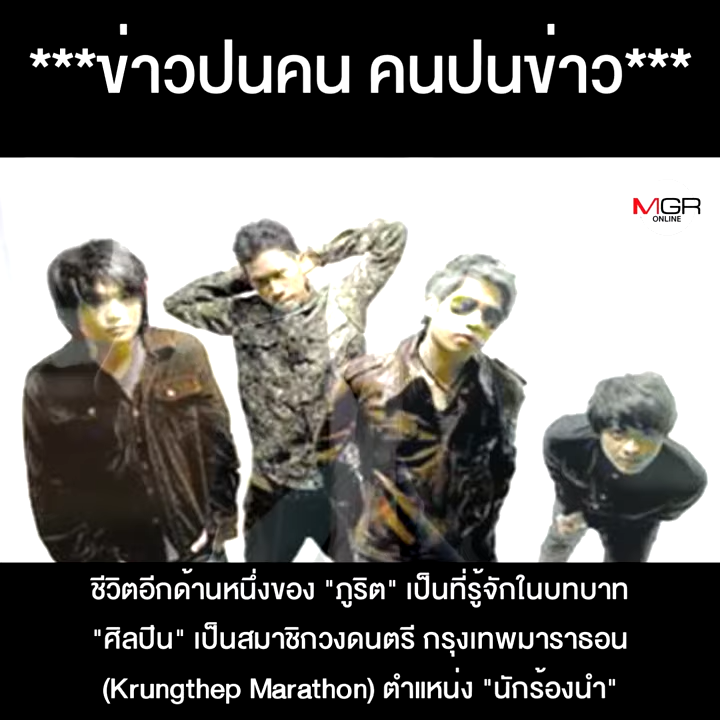 ***ข่าวปนคน คนปนข่าว***
MGR
ONLINE
ชีวิตอีกด้านหนึ่งของ "ภูริต" เป็นที่รู้จักในบทบาท
"ศิลปิน" เป็นสมาชิกวงดนตรี กรุงเทพมาราธอน
(Krungthep Marathon) ตำแหน่ง "นักร้องนำ"